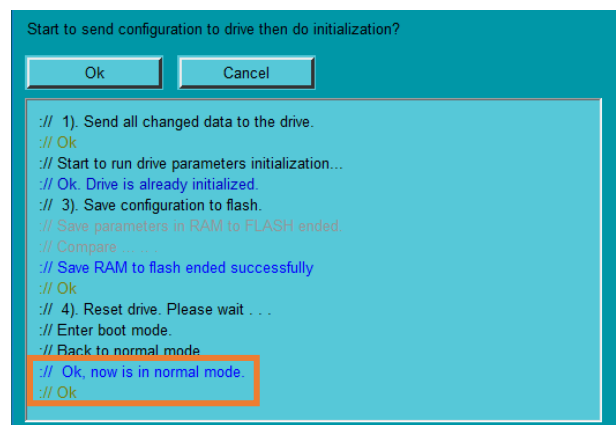 Start to send configuration to drive then do initialization?
Ok
Cancel
:// 1). Send all changed data to the drive.
:// Ok
:// Start to run drive parameters initialization...
:// Ok. Drive is already initialized.
:// 3). Save configuration to flash.
:// Save parameters in RAM to FLASH ended.
:// Compare ... ...
:// Save RAM to flash ended successfully
:// Ok
:// 4). Reset drive. Please wait . . .
:// Enter boot mode.
:// Back to normal mode
:// Ok, now is in normal mode.
:// Ok